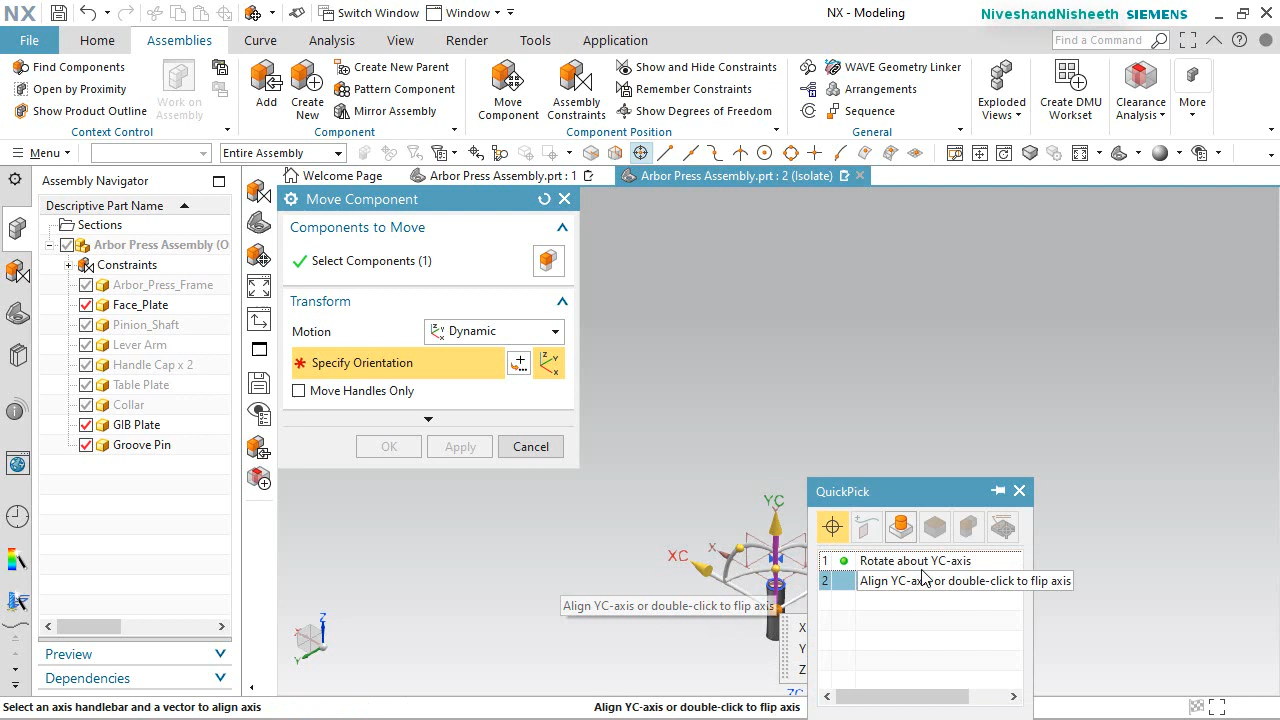 NX
Switch Window
Window
NX - Modeling
NiveshandNisheeth SIEMENS
File
Home
Assemblies
Curve
Analysis
View
Render
Tools
Application
Find a Command
Find Components
Open by Proximity
Show Product Outline
Work on
Assembly
Context Control
Add
Create
New
Create New Parent
Pattern Component
Mirror Assembly
Component
Move
Component
Assembly
Constraints
Show and Hide Constraints
Remember Constraints
Show Degrees of Freedom
Component Position
WAVE Geometry Linker
Arrangements
Sequence
General
Exploded
Views
Create DMU
Workset
Clearance
Analysis
More
Menu
Entire Assembly
Assembly Navigator
Descriptive Part Name
Sections
Arbor Press Assembly (O
Constraints
Arbor_Press_Frame
Face_Plate
Pinion_Shaft
Lever Arm
Handle Cap x 2
Table Plate
Collar
GIB Plate
Groove Pin
Preview
Dependencies
Welcome Page
Arbor Press Assembly.prt : 1
Arbor Press Assembly.prt : 2 (Isolate)
Move Component
Components to Move
Select Components (1)
Transform
Motion
Dynamic
Specify Orientation
Move Handles Only
OK
Apply
Cancel
YC
XC
X
Align YC-axis or double-click to flip axis
X
Y
Z
ZC
Z
X
Y
QuickPick
1 Rotate about YC-axis
2 Align YC-axis or double-click to flip axis
Select an axis handlebar and a vector to align axis
Align YC-axis or double-click to flip axis